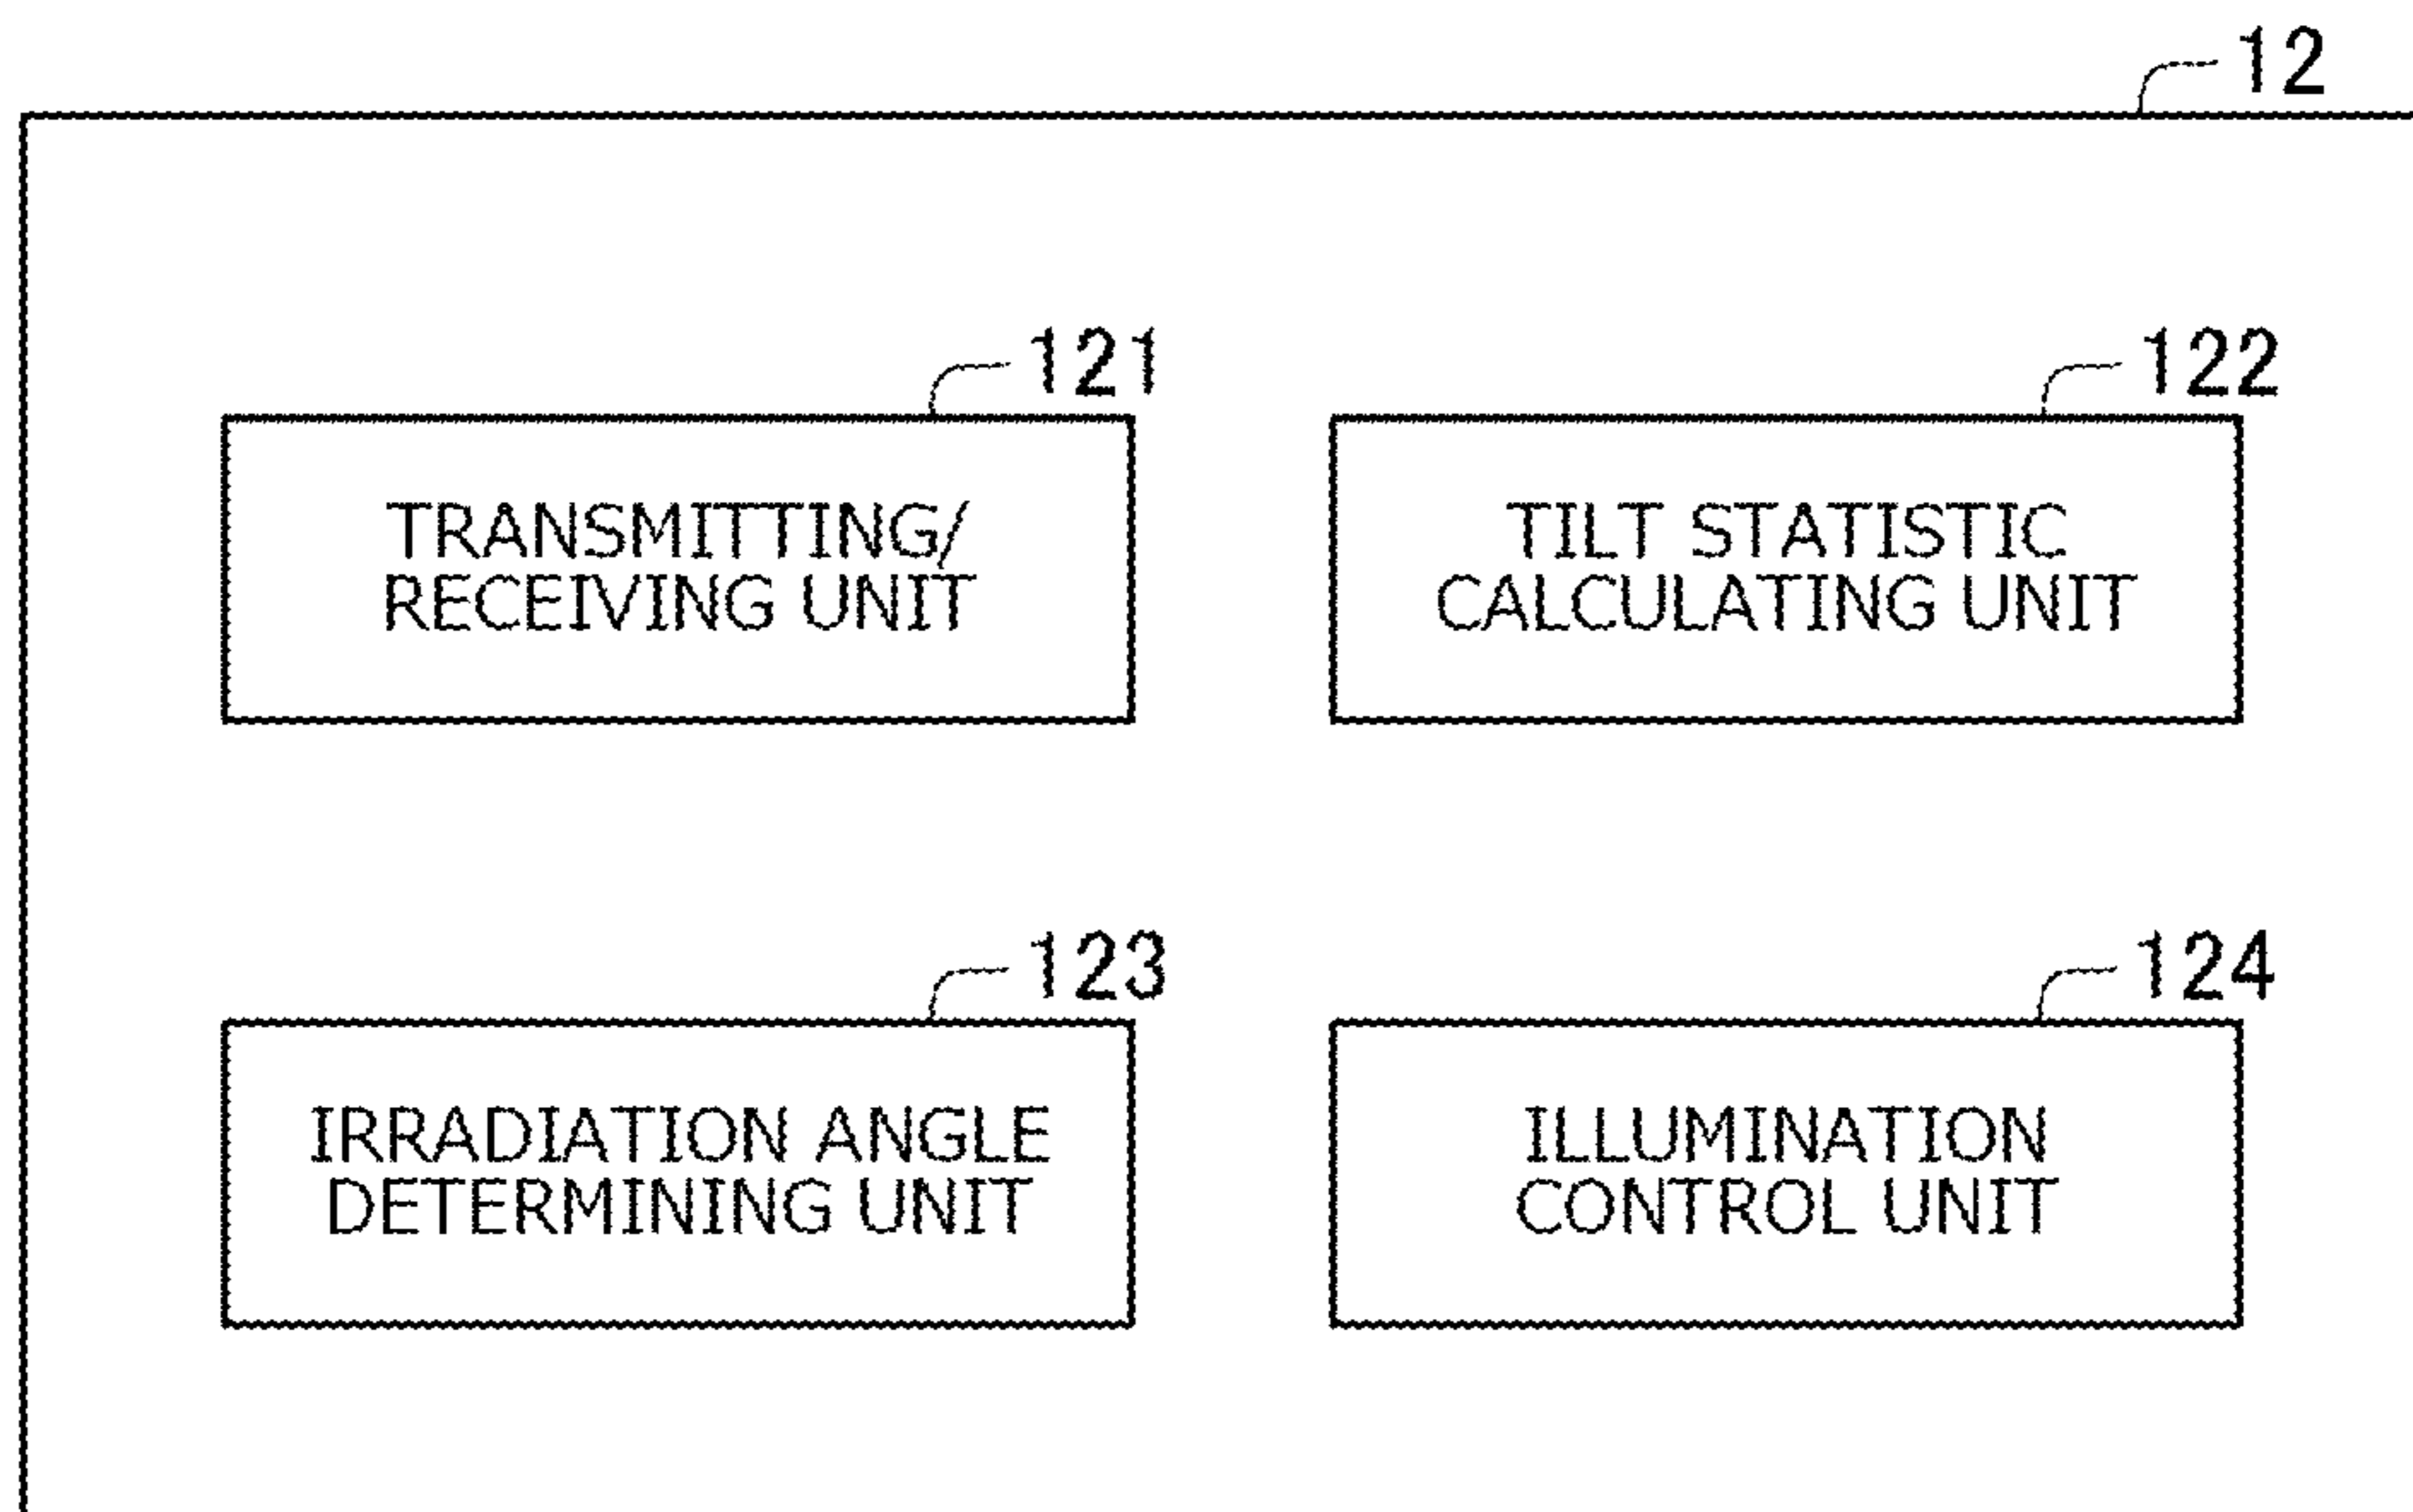 12
121
122
TRANSMITTING/
RECEIVING UNIT
TILT STATISTIC
CALCULATING UNIT
123
124
IRRADIATION ANGLE
DETERMINING UNIT
ILLUMINATION
CONTROL UNIT